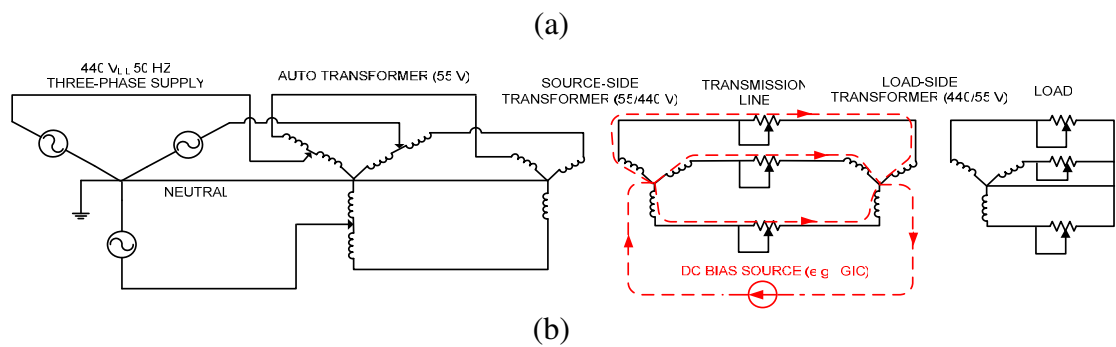 (a)
440 V L L 50 HZ
THREE-PHASE SUPPLY
AUTO TRANSFORMER (55 V)
SOURCE-SIDE
TRANSFORMER (55/440 V)
TRANSMISSION
LINE
LOAD-SIDE
TRANSFORMER (440/55 V)
LOAD
NEUTRAL
DC BIAS SOURCE (e g GIC)
(b)